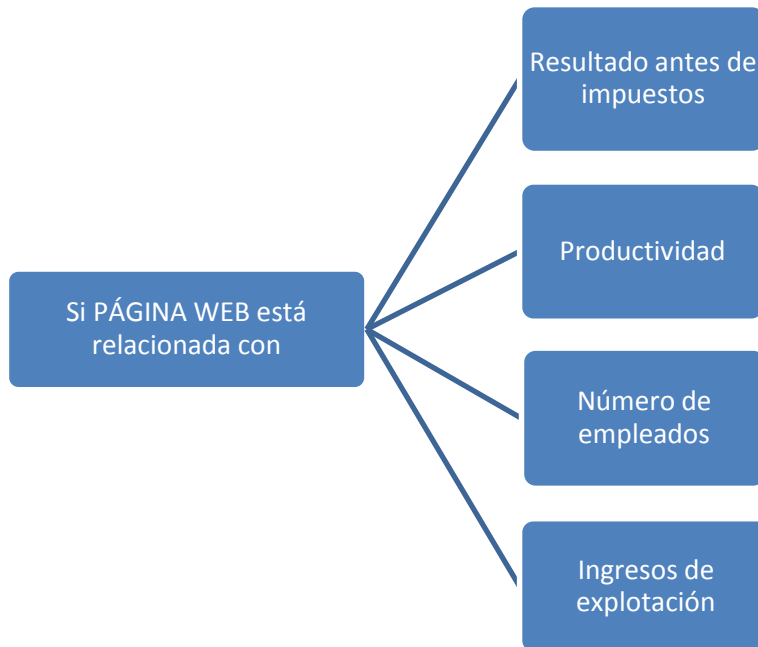 Resultado antes de
impuestos
Productividad
Si PÁGINA WEB está
relacionada con
Número de
empleados
Ingresos de
explotación